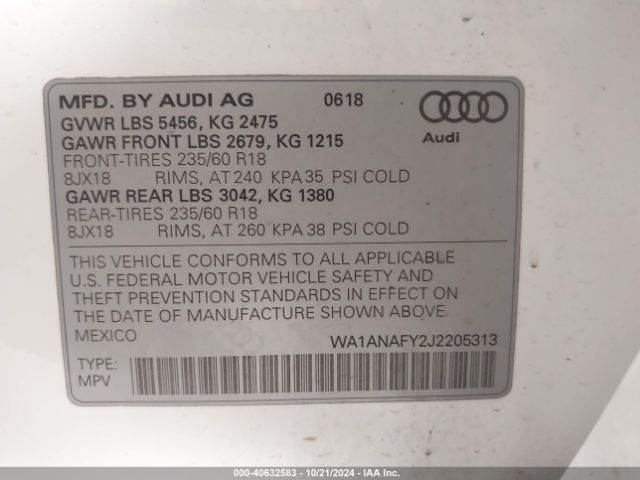 MFD. BY AUDI AG 0618
GVWR LBS 5456, KG 2475
GAWR FRONT LBS 2679, KG 1215
FRONT-TIRES 235/60 R18
8JX18 RIMS, AT 240 KPA 35 PSI COLD
GAWR REAR LBS 3042, KG 1380
REAR-TIRES 235/60 R18
8JX18 RIMS, AT 260 KPA 38 PSI COLD
Audi
THIS VEHICLE CONFORMS TO ALL APPLICABLE
U.S. FEDERAL MOTOR VEHICLE SAFETY AND
THEFT PREVENTION STANDARDS IN EFFECT ON
THE DATE OF MANUFACTURE SHOWN ABOVE.
MEXICO WA1ANAFY2J2205313
TYPE:
MPV
000-40632583 - 10/21/2024 - IAA Inc.